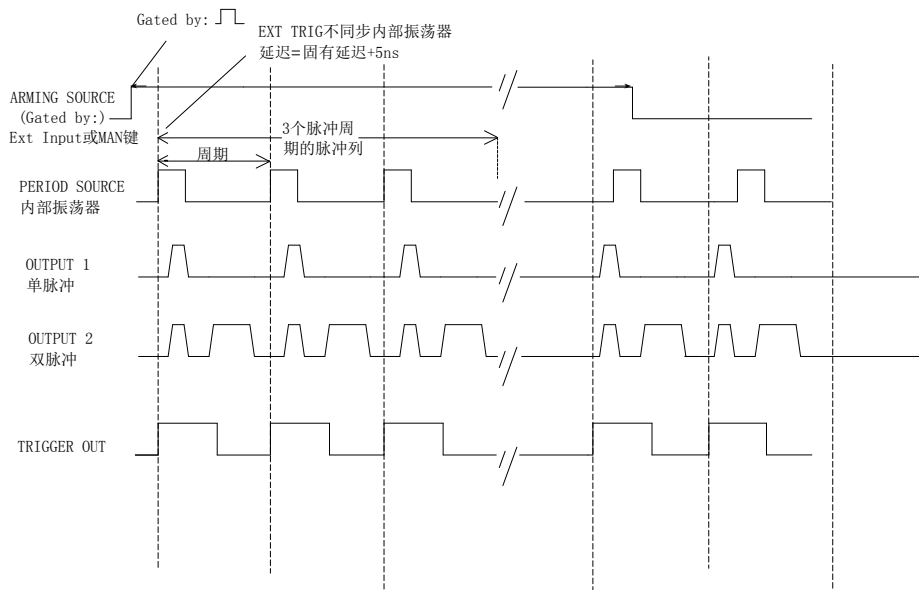 Gated by:
EXT TRIG不同步内部振荡器
延迟=固有延迟+5ns
ARMING SOURCE
(Gated by:)
Ext Input或MAN键
3个脉冲周
期的脉冲列
周期
PERIOD SOURCE
内部振荡器
OUTPUT 1
单脉冲
OUTPUT 2
双脉冲
TRIGGER OUT